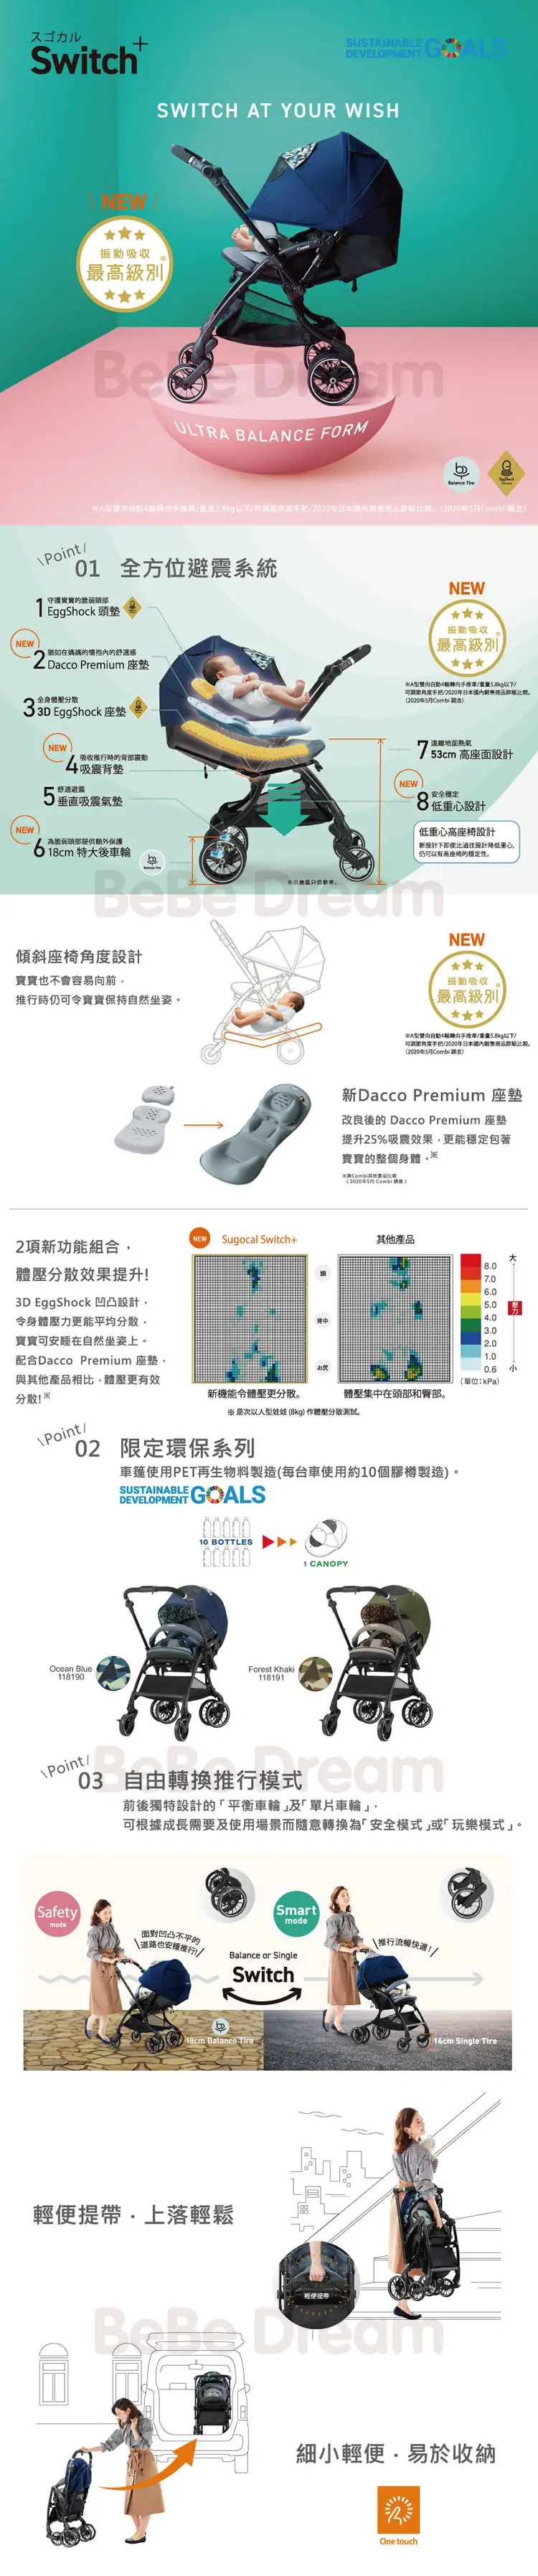 スゴカル
Switch+
SUSTAINABLE DEVELOPMENT GOALS
SWITCH AT YOUR WISH
NEW
振動吸収
最高級別※
BeBe Dream
ULTRA BALANCE FORM
Balance Tire
EggShock
※A型雙向自動4輪轉向手推車/重量5.8kg以下/可調節角度手把/2020年日本國內銷售商品群組比較。(2020年5月Combi 調查)
Point
01 全方位避震系統
NEW
振動吸収
最高級別※
※A型雙向自動4輪轉向手推車/重量5.8kg以下/
可調節角度手把/2020年日本國內銷售商品群組比較。
(2020年5月Combi 調查)
守護寶寶的脆弱頭部
1 EggShock 頭墊
NEW
猶如在媽媽的懷抱內的舒適感
2 Dacco Premium 座墊
全身體壓分散
3 3D EggShock 座墊
NEW
吸收推行時的背部震動
4 吸震背墊
舒適避震
5 垂直吸震氣墊
NEW
為脆弱頭部提供額外保護
6 18cm 特大後車輪
Balance Tire
遠離地面熱氣
7 53cm 高座面設計
NEW
安全穩定
8 低重心設計
低重心高座椅設計
新設計下即使比過往設計降低重心,
仍可以有高座椅的穩定性。
※示意圖只供參考。
BeBe Dream
傾斜座椅角度設計
寶寶也不會容易向前,
推行時仍可令寶寶保持自然坐姿。
NEW
振動吸収
最高級別※
※A型雙向自動4輪轉向手推車/重量5.8kg以下/
可調節角度手把/2020年日本國內銷售商品群組比較。
(2020年5月Combi 調查)
新Dacco Premium 座墊
改良後的 Dacco Premium 座墊
提升25%吸震效果,更能穩定包著
寶寶的整個身體。※
※與Combi其他產品比較
(2020年5月 Combi 調查)
2項新功能組合,
體壓分散效果提升!
3D EggShock 凹凸設計,
令身體壓力更能平均分散,
寶寶可安睡在自然坐姿上。
配合Dacco Premium 座墊,
與其他產品相比,體壓更有效
分散!※
NEW Sugocal Switch+
其他產品
頭
背中
お尻
大
8.0
7.0
6.0
5.0
4.0
3.0
2.0
1.0
0.6
壓力
小
(單位:kPa)
新機能令體壓更分散。
體壓集中在頭部和臀部。
※ 是次以人型娃娃 (8kg) 作體壓分散測試。
Point
02 限定環保系列
車篷使用PET再生物料製造(每台車使用約10個膠樽製造)。
SUSTAINABLE DEVELOPMENT GOALS
10 BOTTLES
1 CANOPY
Ocean Blue
118190
Forest Khaki
118191
BeBe Dream
Point
03 自由轉換推行模式
前後獨特設計的「平衡車輪」及「單片車輪」,
可根據成長需要及使用場景而隨意轉換為「安全模式」或「玩樂模式」。
Safety
mode
面對凹凸不平的
道路也安穩推行!
Smart
mode
推行流暢快適!
Balance or Single
Switch
18cm Balance Tire
14cm Single Tire
輕便提帶.上落輕鬆
輕便提帶
BeBe Dream
細小輕便.易於收納
One touch